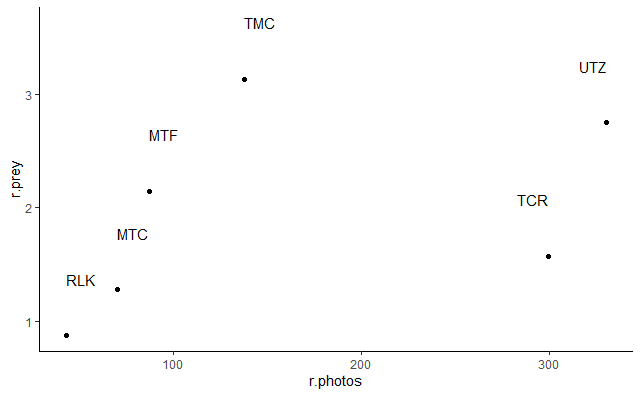 TMC
UTZ
3
MTF
r.prey
TCR
2
MTC
RLK
1
100
200
300
r.photos